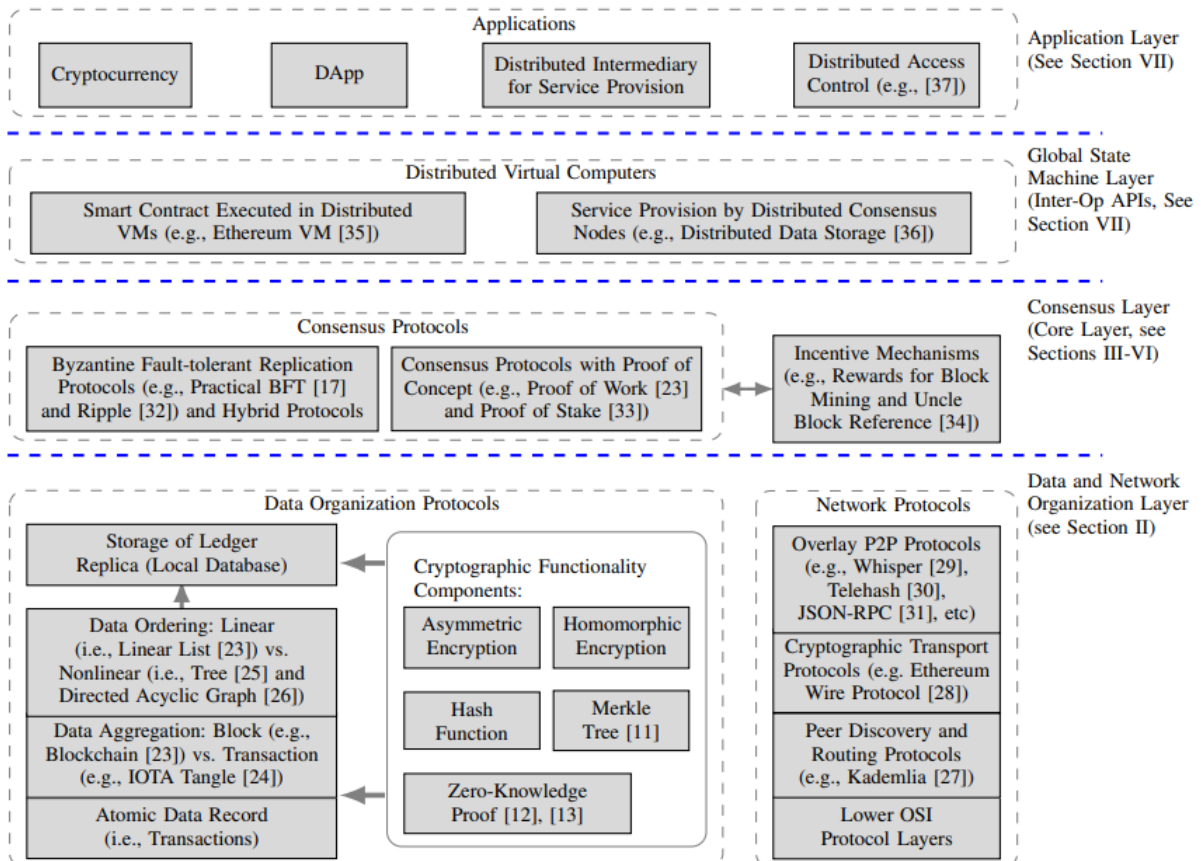 Applications
Cryptocurrency
DApp
Distributed Intermediary
for Service Provision
Distributed Access
Control (e.g., [37])
Application Layer
(See Section VII)
Distributed Virtual Computers
Smart Contract Executed in Distributed
VMs (e.g., Ethereum VM [35])
Service Provision by Distributed Consensus
Nodes (e.g., Distributed Data Storage [36])
Global State
Machine Layer
(Inter-Op APIs, See
Section VII)
Consensus Protocols
Byzantine Fault-tolerant Replication
Protocols (e.g., Practical BFT [17]
and Ripple [32]) and Hybrid Protocols
Consensus Protocols with Proof of
Concept (e.g., Proof of Work [23]
and Proof of Stake [33])
Incentive Mechanisms
(e.g., Rewards for Block
Mining and Uncle
Block Reference [34])
Consensus Layer
(Core Layer, see
Sections III-VI)
Data Organization Protocols
Storage of Ledger
Replica (Local Database)
Data Ordering: Linear
(i.e., Linear List [23]) vs.
Nonlinear (i.e., Tree [25] and
Directed Acyclic Graph [26])
Data Aggregation: Block (e.g.,
Blockchain [23]) vs. Transaction
(e.g., IOTA Tangle [24])
Atomic Data Record
(i.e., Transactions)
Cryptographic Functionality
Components:
Asymmetric
Encryption
Homomorphic
Encryption
Hash
Function
Merkle
Tree [11]
Zero-Knowledge
Proof [12], [13]
Network Protocols
Overlay P2P Protocols
(e.g., Whisper [29],
Telehash [30],
JSON-RPC [31], etc)
Cryptographic Transport
Protocols (e.g. Ethereum
Wire Protocol [28])
Peer Discovery and
Routing Protocols
(e.g., Kademlia [27])
Lower OSI
Protocol Layers
Data and Network
Organization Layer
(see Section II)